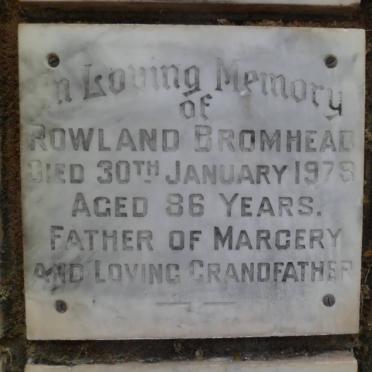 In Loving Memory
of
Rowland Bromhead
Died 30th January 1978
Aged 86 Years.
Father of Margery
and Loving Grandfather